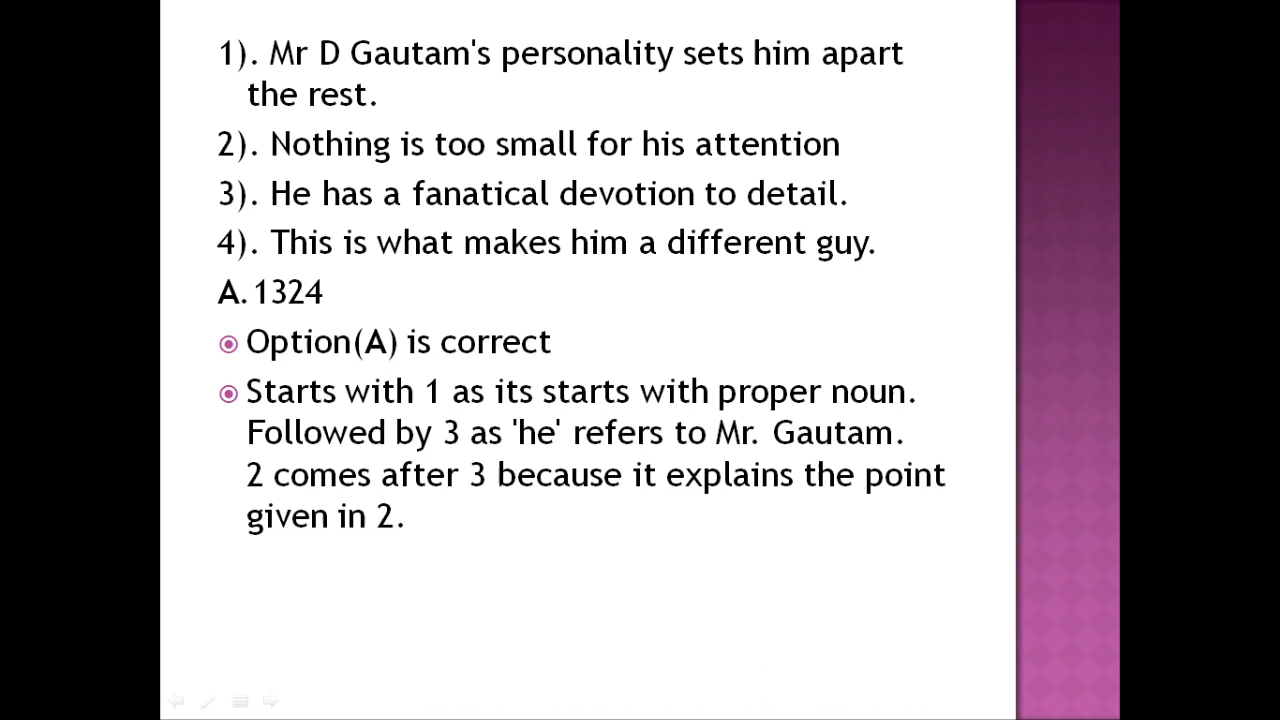 1). Mr D Gautam's personality sets him apart
the rest.
2). Nothing is too small for his attention
3). He has a fanatical devotion to detail.
4). This is what makes him a different guy.
A. 1324
Option(A) is correct
Starts with 1 as its starts with proper noun.
Followed by 3 as 'he' refers to Mr. Gautam.
2 comes after 3 because it explains the point
given in 2.